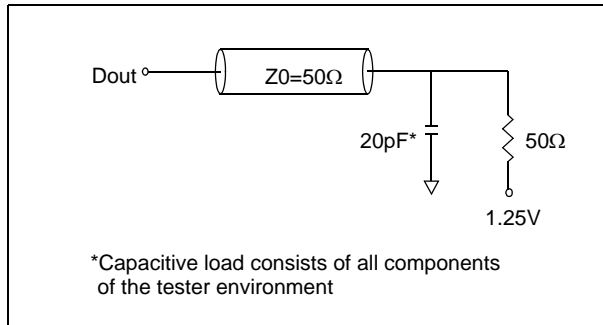 Dout
Z0=50Ω
20pF*
50Ω
1.25V
*Capacitive load consists of all components
of the tester environment